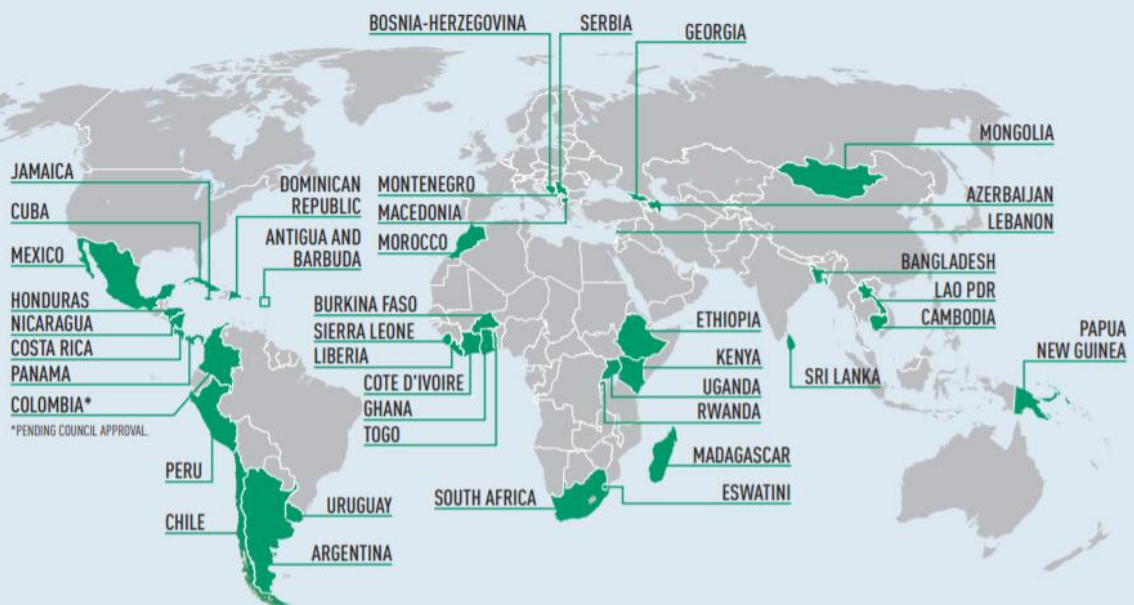 BOSNIA-HERZEGOVINA
SERBIA
GEORGIA
MONGOLIA
JAMAICA
DOMINICAN
REPUBLIC
MONTENEGRO
AZERBAIJAN
CUBA
MACEDONIA
LEBANON
ANTIGUA AND
BARBUDA
MEXICO
MOROCCO
BANGLADESH
LAO PDR
HONDURAS
BURKINA FASO
CAMBODIA
NICARAGUA
SIERRA LEONE
ETHIOPIA
PAPUA
NEW GUINEA
COSTA RICA
LIBERIA
KENYA
PANAMA
COTE D'IVOIRE
UGANDA
SRI LANKA
COLOMBIA*
GHANA
RWANDA
*PENDING COUNCIL APPROVAL.
TOGO
MADAGASCAR
PERU
SOUTH AFRICA
ESWATINI
URUGUAY
CHILE
ARGENTINA